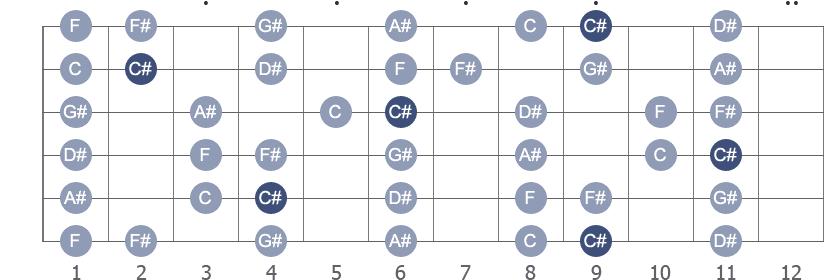 F F# G# A# C C# D#
C C# D# F F# G# A#
G# A# C C# D# F F#
D# F F# G# A# C C#
A# C C# D# F F# G#
F F# G# A# C C# D#
1 2 3 4 5 6 7 8 9 10 11 12